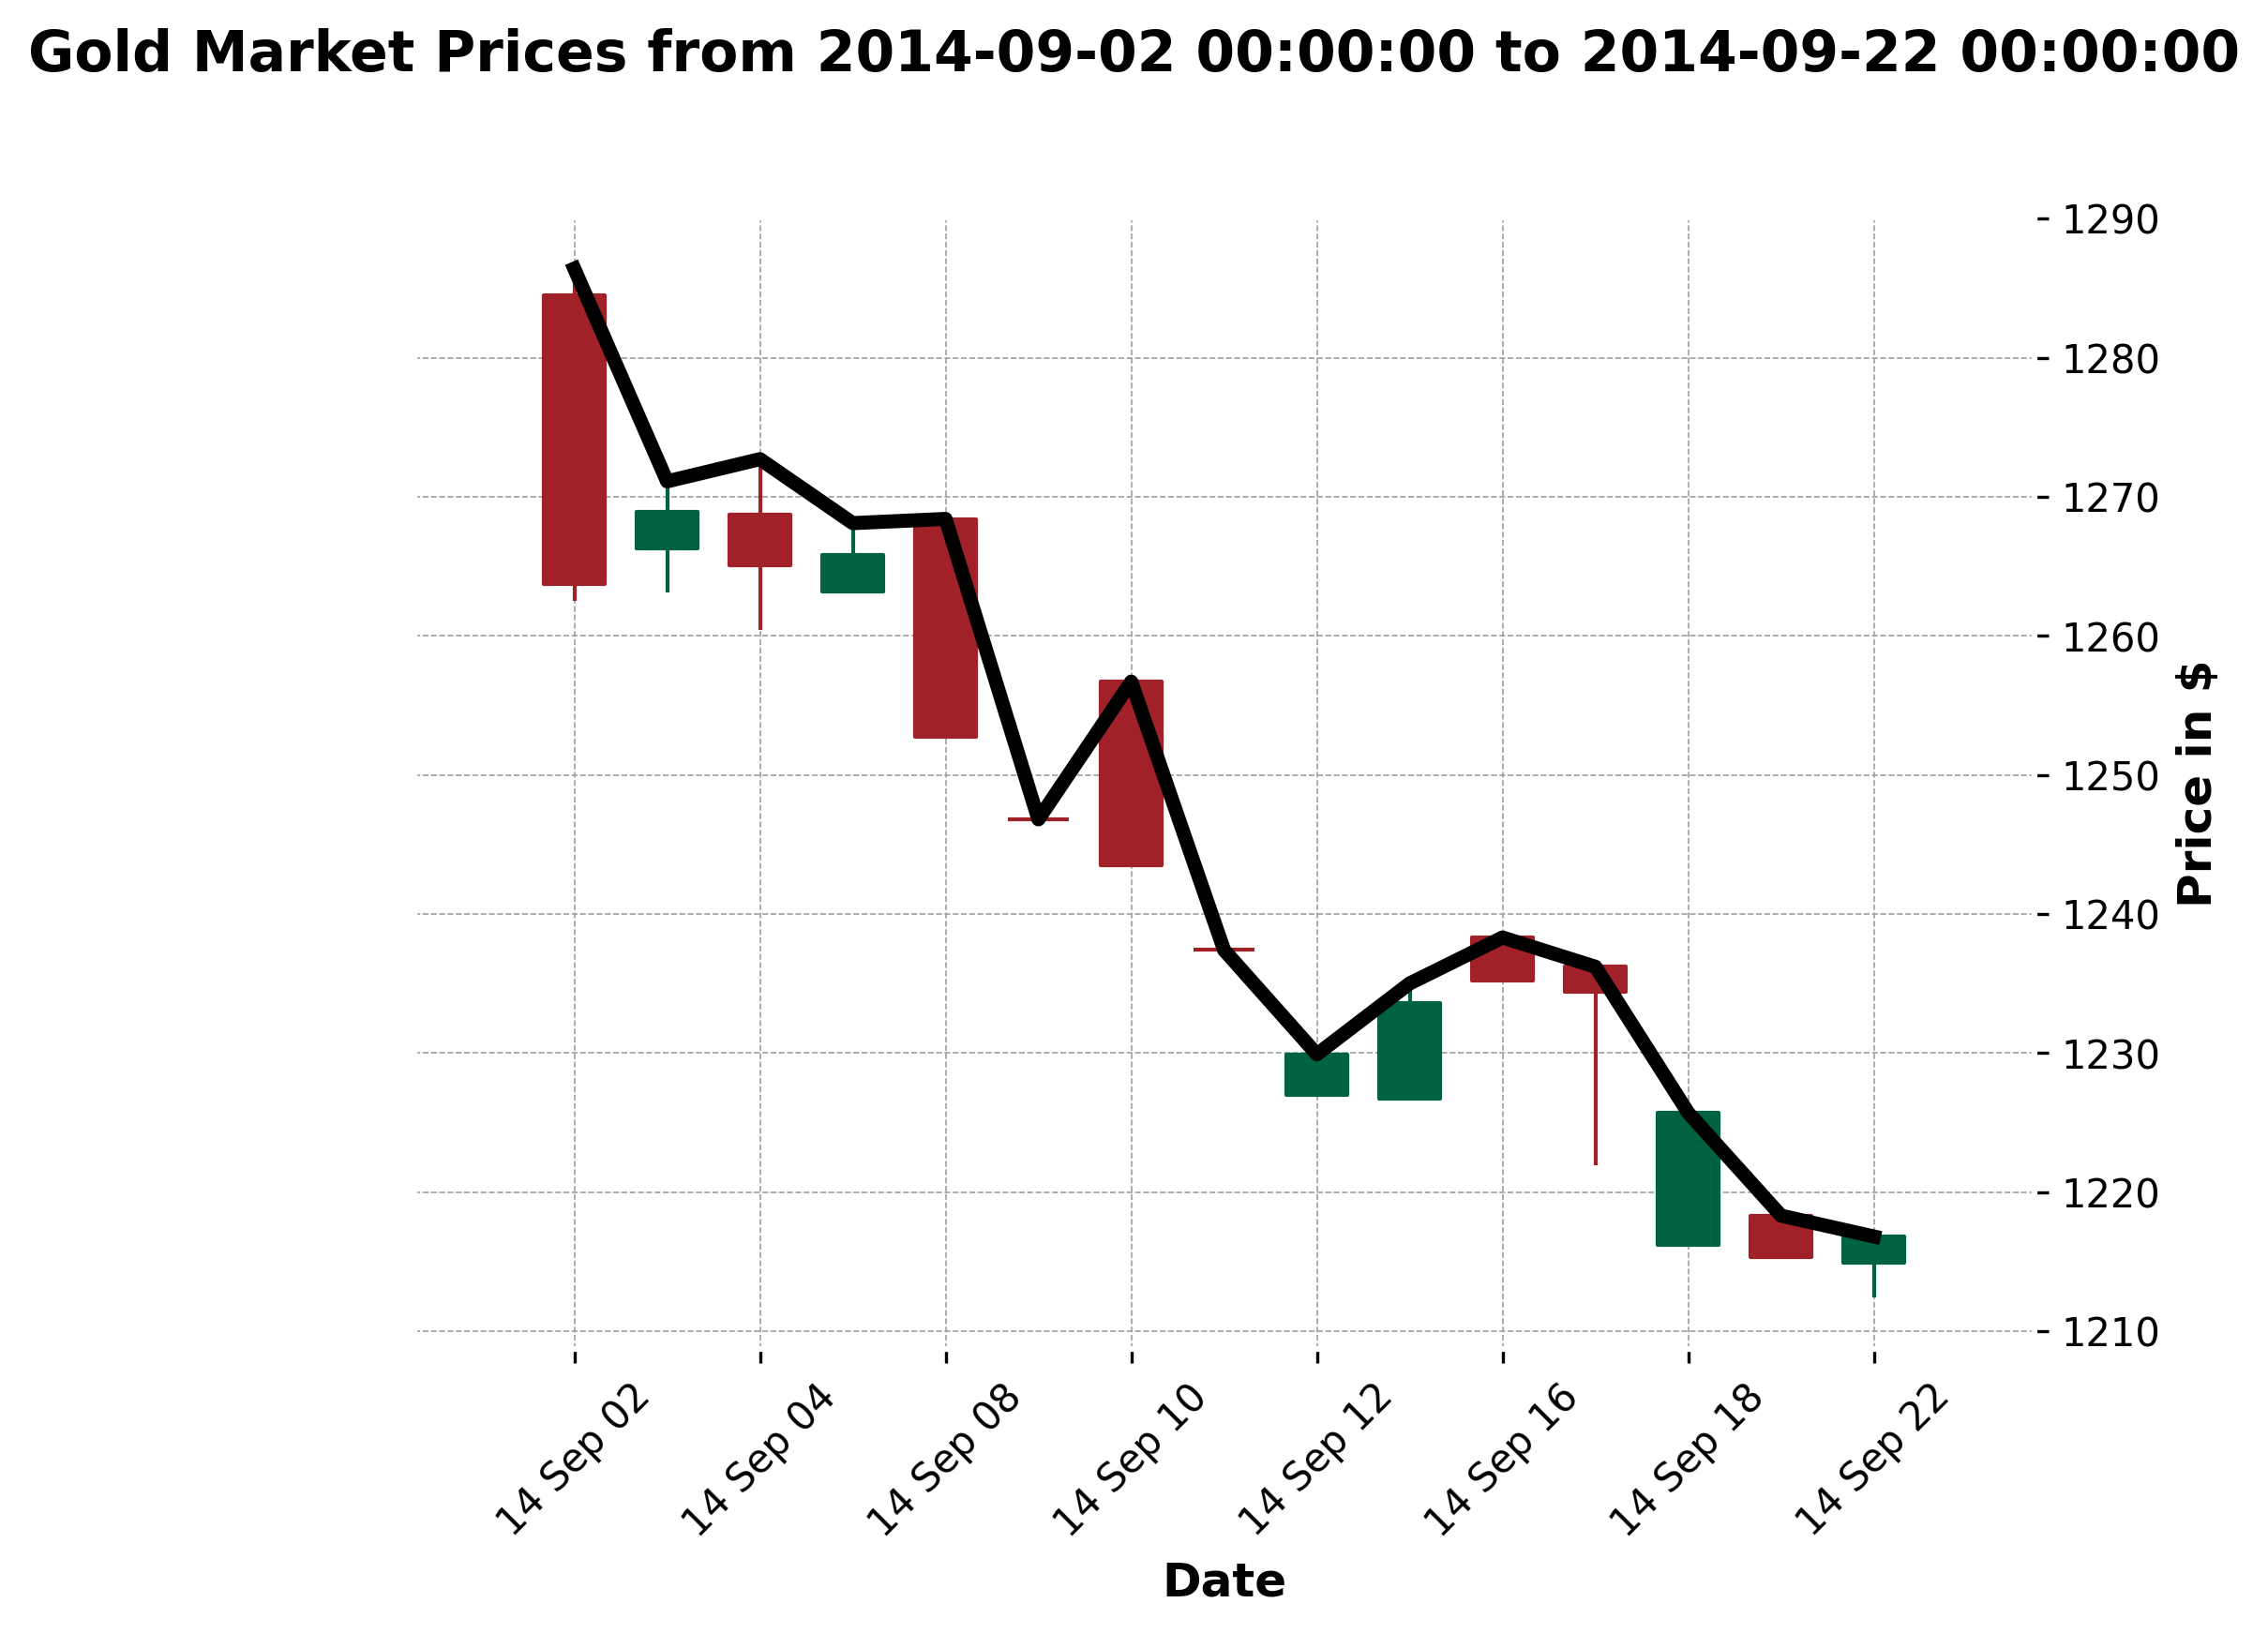 Gold Market Prices from 2014-09-02 00:00:00 to 2014-09-22 00:00:00
1290
1280
1270
1260
1250
1240
1230
1220
1210
Price in $
14 Sep 02
14 Sep 04
14 Sep 08
14 Sep 10
14 Sep 12
14 Sep 16
14 Sep 18
14 Sep 22
Date